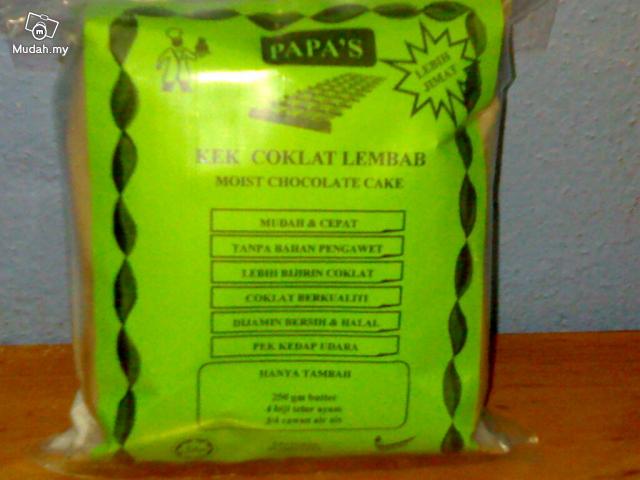 Mudah.my
PAPA'S
LEBIH
JIMAT
KEK COKLAT LEMBAB
MOIST CHOCOLATE CAKE
MUDAH & CEPAT
TANPA BAHAN PENGAWET
LEBIH BIJIRIN COKLAT
COKLAT BERKUALITI
DIJAMIN BERSIH & HALAL
PEK KEDAP UDARA
HANYA TAMBAH
250 gm butter
4 biji telur ayam
3/4 cawan air